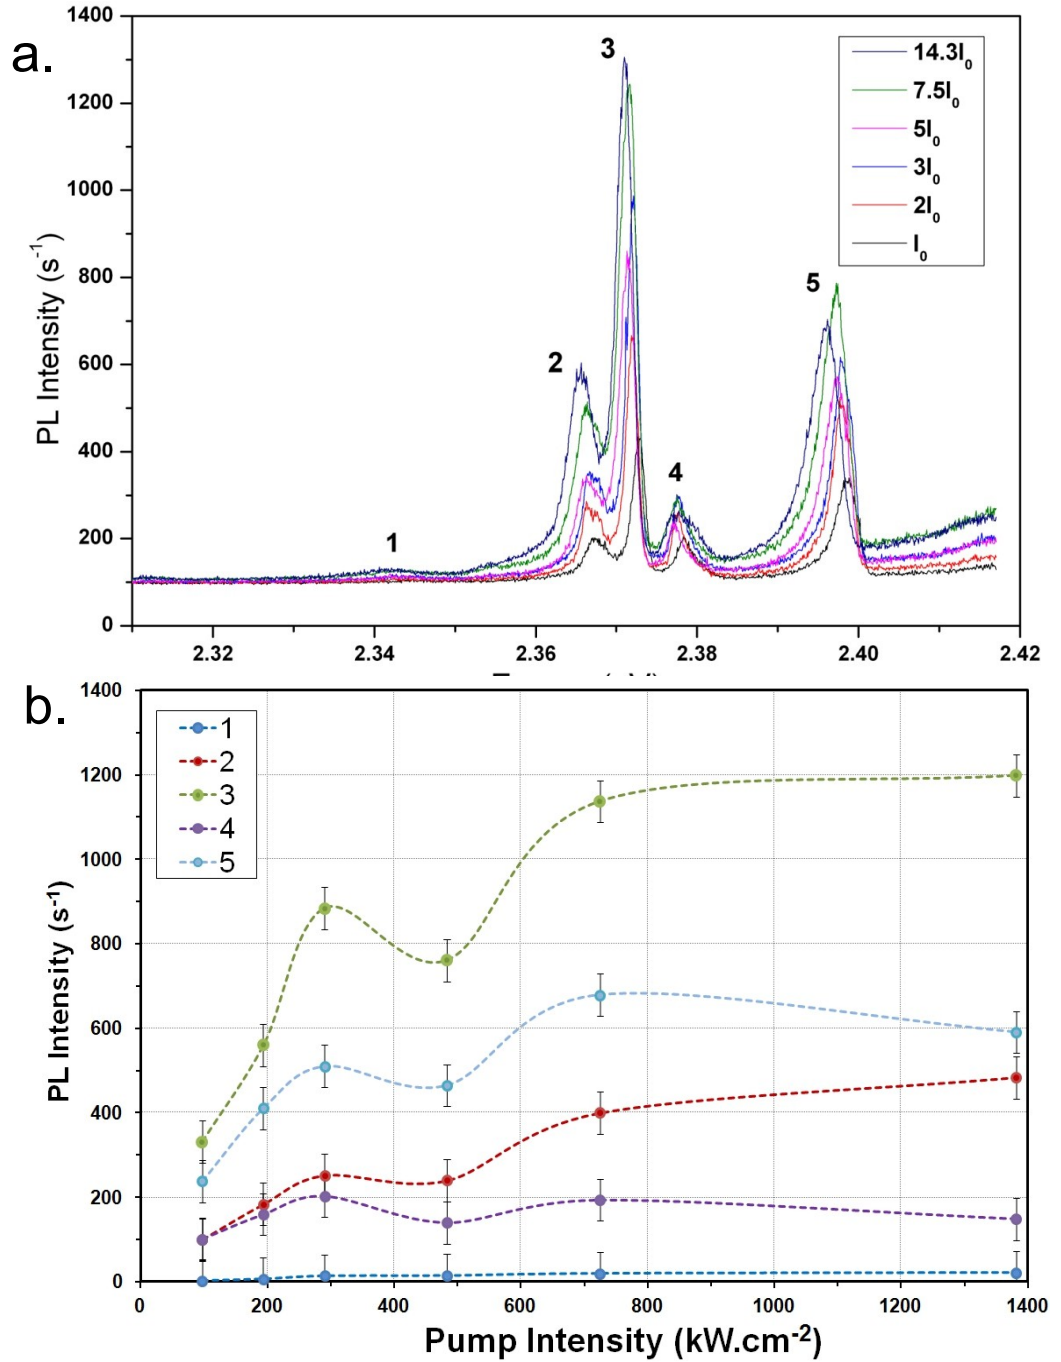 a.
1400
1200
1000
800
600
400
200
0
PL Intensity (s⁻¹)
1
2
3
4
5
14.3I₀
7.5I₀
5I₀
3I₀
2I₀
I₀
2.32 2.34 2.36 2.38 2.40 2.42
b.
1400
1200
1000
800
600
400
200
0
PL Intensity (s⁻¹)
1
2
3
4
5
0 200 400 600 800 1000 1200 1400
Pump Intensity (kW.cm⁻²)